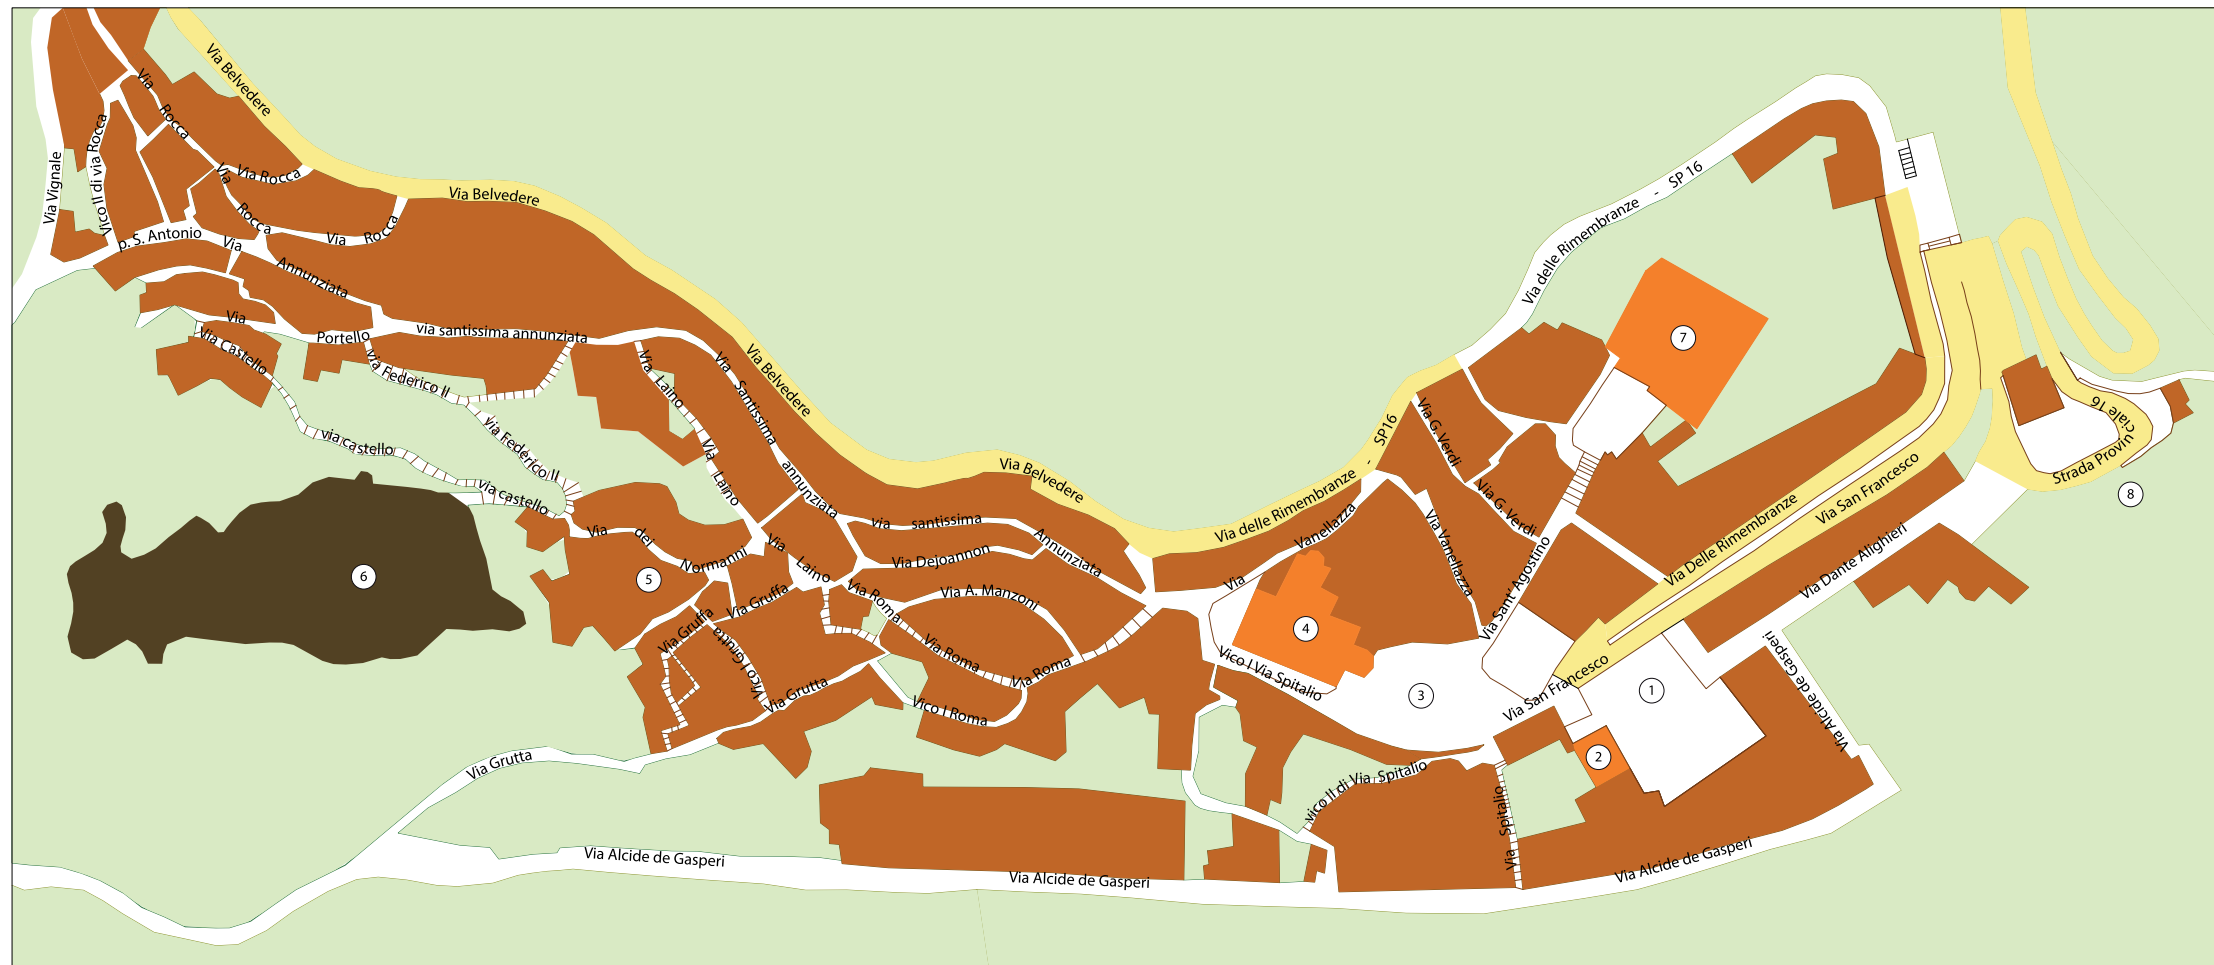 Via Belvedere
Via
Rocca
Vico II di via Rocca
Via Vignale
Via Rocca
Via
Rocca
Via Rocca
p. S. Antonio
Via
Annunziata
Via Belvedere
Via
Portello
via santissima annunziata
Via Castello
via Federico II
via Federico II
via castello
via castello
Via Laino
Via Laino
Via Santissima
annunziata
Via Belvedere
Via Belvedere
via santissima
Annunziata
Via Dejoannon
Via A. Manzoni
Via dei
Normanni
Via Laino
Via Gruffa
Via Gruffa
Vico I Grutta
Via Grutta
Via Roma
Via Roma
Via Roma
Vico I Roma
Via Grutta
Via Alcide de Gasperi
Via Alcide de Gasperi
Via Alcide de Gasperi
Via Alcide de Gasperi
Via delle Rimembranze - SP16
Via delle Rimembranze - SP 16
Via Vanellazza
Via Vanellazza
Via G. Verdi
Via G. Verdi
Via Sant' Agostino
Vico I Via Spitalio
vico II di Via Spitalio
Via Spitalio
Via San Francesco
Via Delle Rimembranze
Via San Francesco
Via Dante Alighieri
Strada Provin
ciale 16
1
2
3
4
5
6
7
8